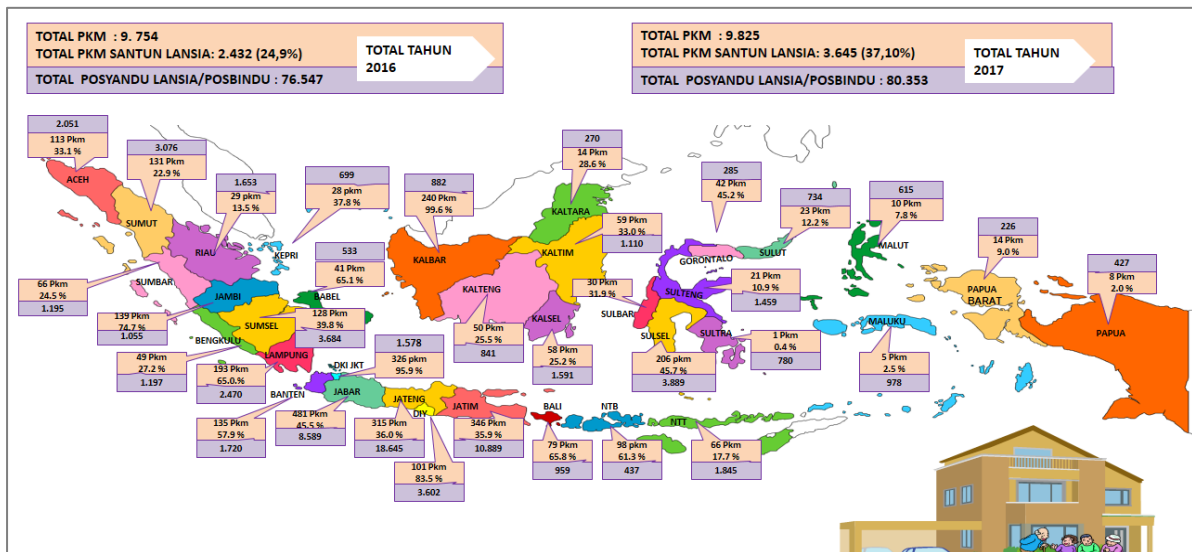 TOTAL PKM : 9. 754
TOTAL PKM SANTUN LANSIA: 2.432 (24,9%)
TOTAL POSYANDU LANSIA/POSBINDU : 76.547
TOTAL TAHUN
2016
TOTAL PKM : 9.825
TOTAL PKM SANTUN LANSIA: 3.645 (37,10%)
TOTAL POSYANDU LANSIA/POSBINDU : 80.353
TOTAL TAHUN
2017
2.051
113 Pkm
33.1 %
ACEH
3.076
131 Pkm
22.9 %
SUMUT
1.653
29 pkm
13.5 %
RIAU
699
28 pkm
37.8 %
KEPRI
533
41 Pkm
65.1 %
BABEL
882
240 Pkm
99.6 %
KALBAR
270
14 Pkm
28.6 %
KALTARA
59 Pkm
33.0 %
1.110
KALTIM
285
42 Pkm
45.2 %
GORONTALO
734
23 Pkm
12.2 %
SULUT
615
10 Pkm
7.8 %
MALUT
226
14 Pkm
9.0 %
PAPUA
BARAT
427
8 Pkm
2.0 %
PAPUA
66 Pkm
24.5 %
1.195
SUMBAR
139 Pkm
74.7 %
1.055
JAMBI
128 Pkm
39.8 %
3.684
SUMSEL
49 Pkm
27.2 %
1.197
BENGKULU
193 Pkm
65.0 %
2.470
LAMPUNG
1.578
326 pkm
95.9 %
DKI JKT
135 Pkm
57.9 %
1.720
BANTEN
481 Pkm
45.5 %
8.589
JABAR
315 Pkm
36.0 %
18.645
JATENG
101 Pkm
83.5 %
3.602
DIY
346 Pkm
35.9 %
10.889
JATIM
BALI
79 Pkm
65.8 %
959
NTB
98 Pkm
61.3 %
437
NTT
66 Pkm
17.7 %
1.845
KALTENG
50 Pkm
25.5 %
841
KALSEL
58 Pkm
25.2 %
1.591
30 Pkm
31.9 %
SULBAR
SULTENG
21 Pkm
10.9 %
1.459
SULSEL
206 pkm
45.7 %
3.889
SULTRA
1 Pkm
0.4 %
780
MALUKU
5 Pkm
2.5 %
978